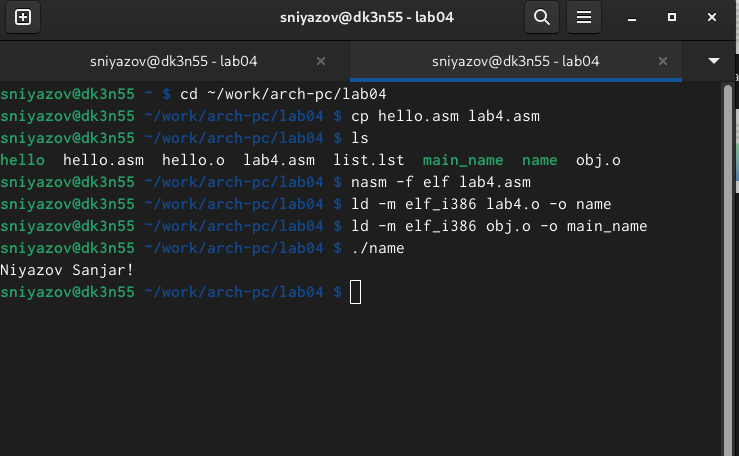 sniyazov@dk3n55 - lab04
sniyazov@dk3n55 - lab04 × sniyazov@dk3n55 - lab04 ×
sniyazov@dk3n55 ~ $ cd ~/work/arch-pc/lab04
sniyazov@dk3n55 ~/work/arch-pc/lab04 $ cp hello.asm lab4.asm
sniyazov@dk3n55 ~/work/arch-pc/lab04 $ ls
hello  hello.asm  hello.o  lab4.asm  list.lst  main_name  name  obj.o
sniyazov@dk3n55 ~/work/arch-pc/lab04 $ nasm -f elf lab4.asm
sniyazov@dk3n55 ~/work/arch-pc/lab04 $ ld -m elf_i386 lab4.o -o name
sniyazov@dk3n55 ~/work/arch-pc/lab04 $ ld -m elf_i386 obj.o -o main_name
sniyazov@dk3n55 ~/work/arch-pc/lab04 $ ./name
Niyazov Sanjar!
sniyazov@dk3n55 ~/work/arch-pc/lab04 $